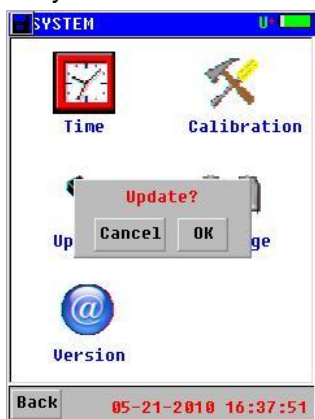 SYSTEM U+
Time Calibration
Update?
Cancel OK
Up ge
Version
Back 05-21-2010 16:37:51